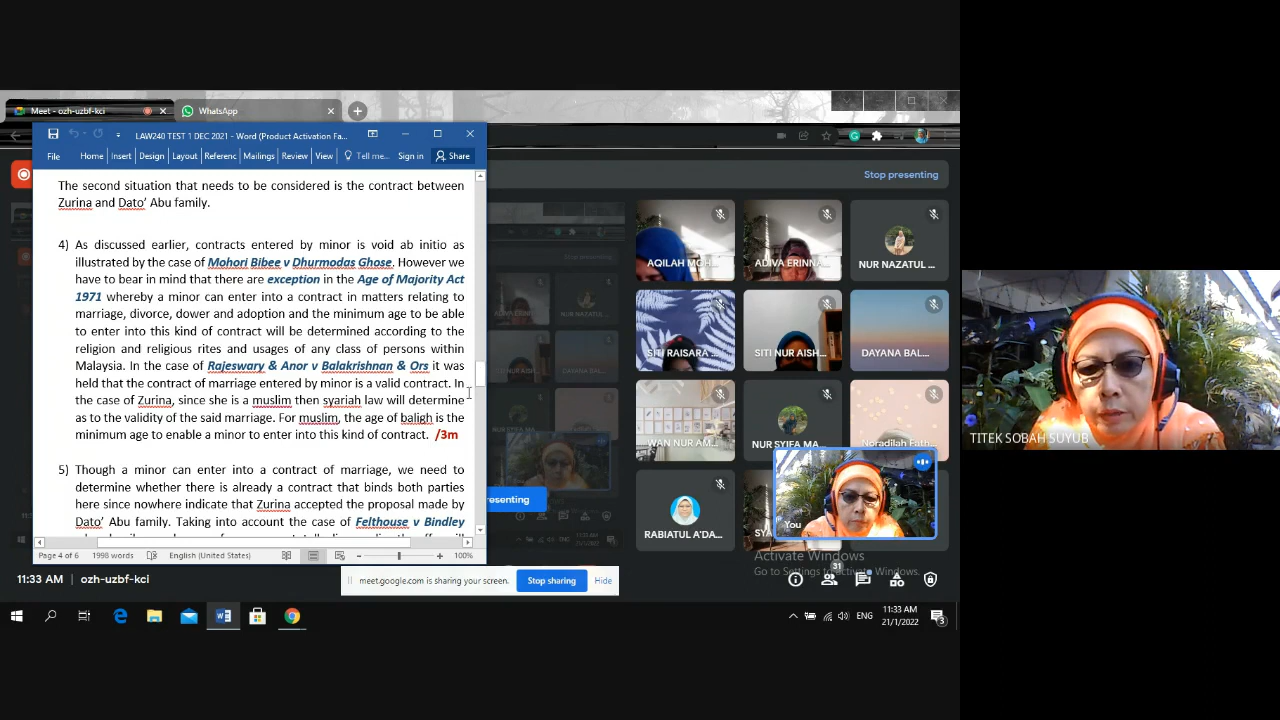 Meet - ozh-uzbf-kci
WhatsApp
LAW240 TEST 1 DEC 2021 - Word (Product Activation Fa...
File Home Insert Design Layout Referenc Mailings Review View Tell me... Sign in Share
Stop presenting
The second situation that needs to be considered is the contract between
Zurina and Dato’ Abu family.
4) As discussed earlier, contracts entered by minor is void ab initio as
illustrated by the case of Mohori Bibee v Dhurmodas Ghose. However we
have to bear in mind that there are exception in the Age of Majority Act
1971 whereby a minor can enter into a contract in matters relating to
marriage, divorce, dower and adoption and the minimum age to be able
to enter into this kind of contract will be determined according to the
religion and religious rites and usages of any class of persons within
Malaysia. In the case of Rajeswary & Anor v Balakrishnan & Ors it was
held that the contract of marriage entered by minor is a valid contract. In
the case of Zurina, since she is a muslim then syariah law will determine
as to the validity of the said marriage. For muslim, the age of baligh is the
minimum age to enable a minor to enter into this kind of contract. /3m
5) Though a minor can enter into a contract of marriage, we need to
determine whether there is already a contract that binds both parties
here since nowhere indicate that Zurina accepted the proposal made by
Dato’ Abu family. Taking into account the case of Felthouse v Bindley
Page 4 of 6 1998 words English (United States) 100%
AQILAH MOH...
ADIVA ERINNA...
NUR NAZATUL ...
SITI RAISARA ...
SITI NUR AISH...
DAYANA BAL...
WAN NUR AM...
NUR SYIFA MA...
Noradilah Fath...
RABIATUL A'DA...
SYA
You
TITEK SOBAH SUYUB
Activate Windows
Go to Settings to activate Windows.
esenting
11:33 AM ozh-uzbf-kci
meet.google.com is sharing your screen. Stop sharing Hide
31
ENG
11:33 AM
21/1/2022
3